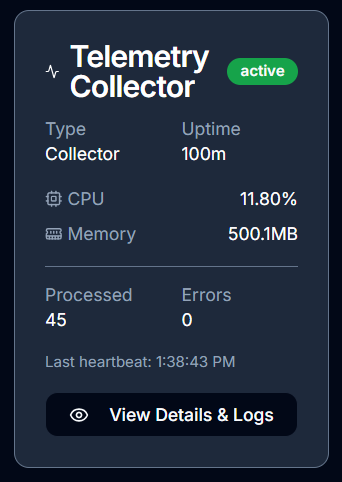 Telemetry
Collector
active
Type Uptime
Collector 100m
CPU 11.80%
Memory 500.1MB
Processed Errors
45 0
Last heartbeat: 1:38:43 PM
View Details & Logs